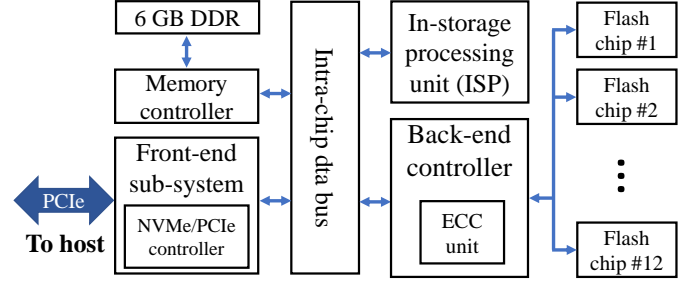 6 GB DDR
Memory
controller
Front-end
sub-system
NVMe/PCIe
controller
PCIe
To host
Intra-chip dta bus
In-storage
processing
unit (ISP)
Back-end
controller
ECC
unit
Flash
chip #1
Flash
chip #2
Flash
chip #12